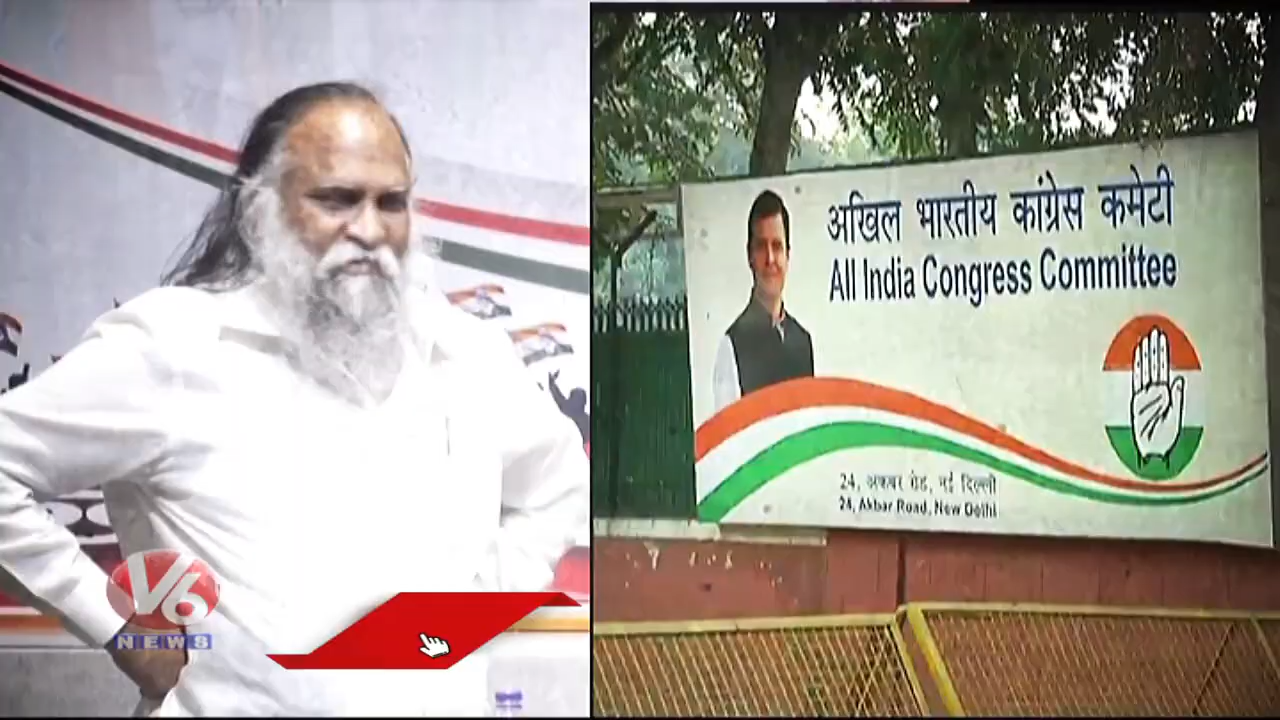 V6
NEWS
अखिल भारतीय कांग्रेस कमेटी
All India Congress Committee
24, अकबर रोड, नई दिल्ली
24, Akbar Road, New Delhi